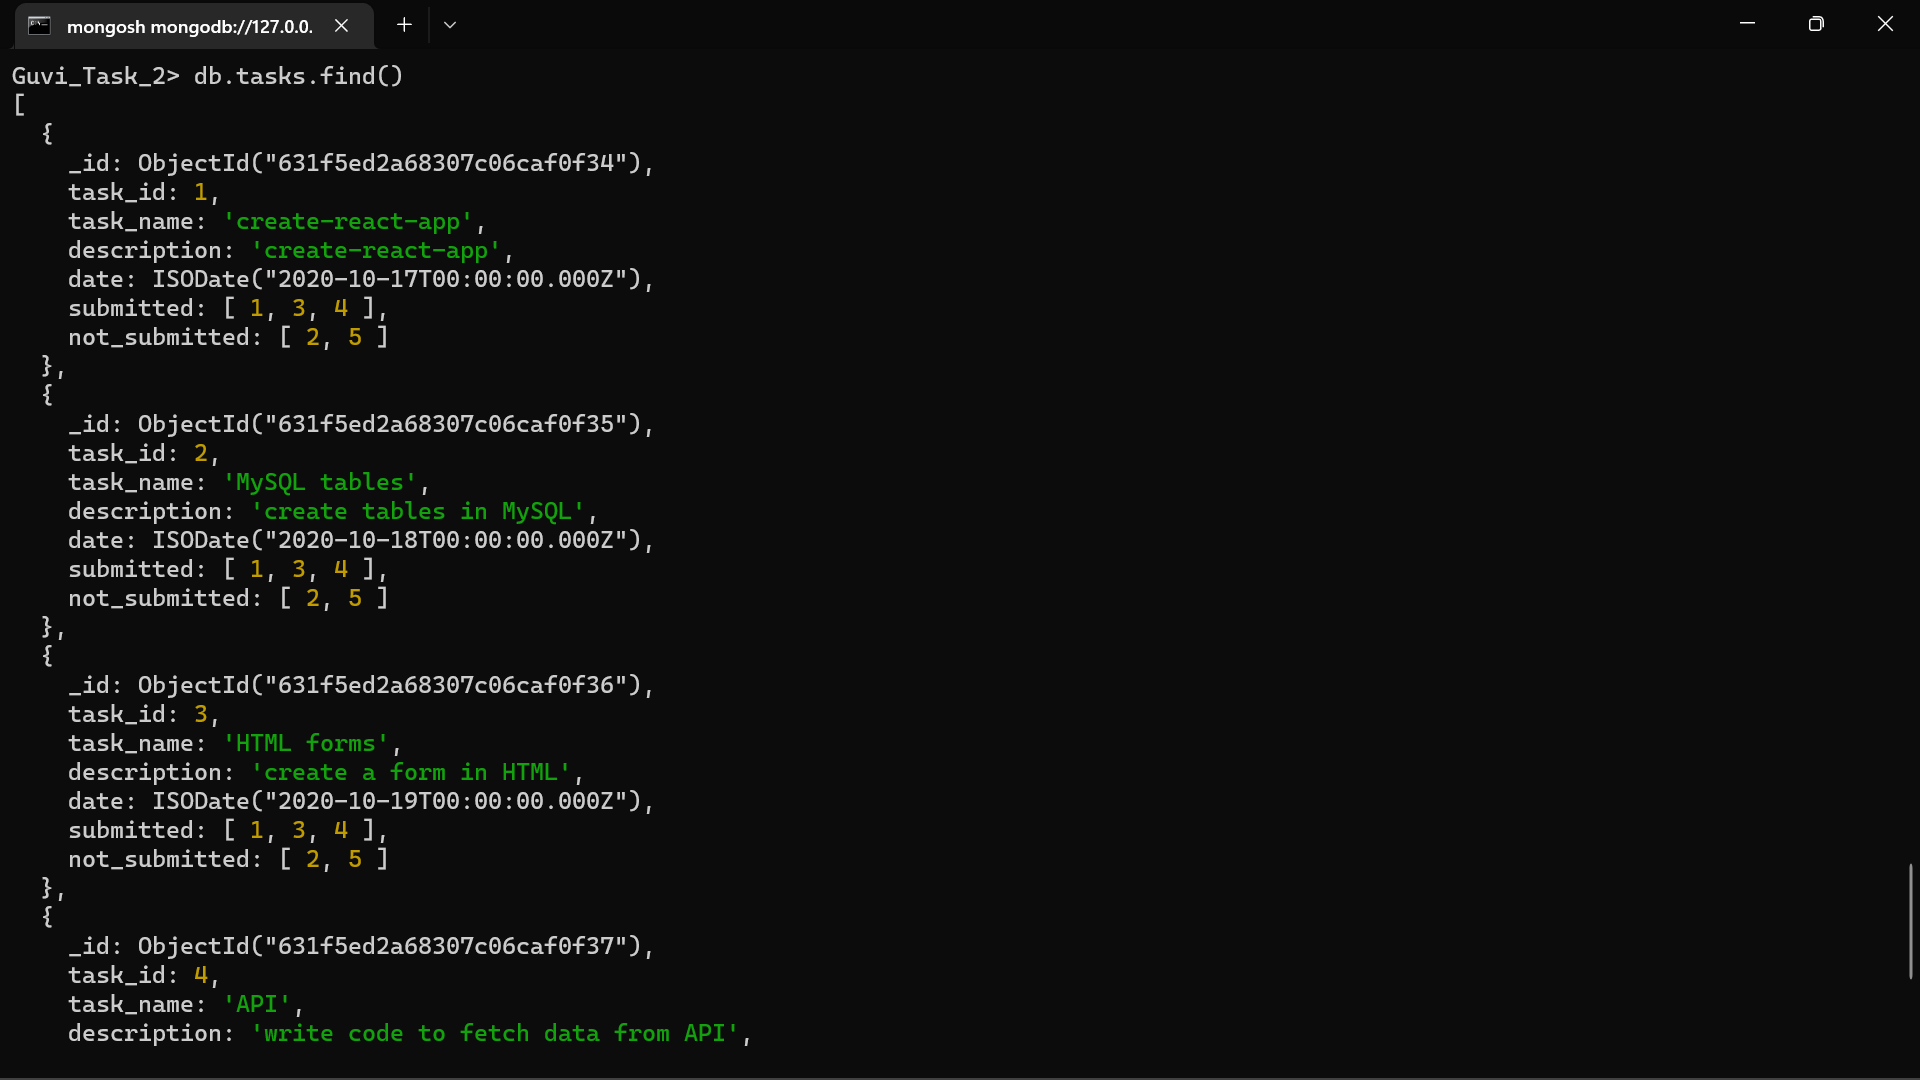 mongosh mongodb://127.0.0.
Guvi_Task_2> db.tasks.find()
[
  {
    _id: ObjectId("631f5ed2a68307c06caf0f34"),
    task_id: 1,
    task_name: 'create-react-app',
    description: 'create-react-app',
    date: ISODate("2020-10-17T00:00:00.000Z"),
    submitted: [ 1, 3, 4 ],
    not_submitted: [ 2, 5 ]
  },
  {
    _id: ObjectId("631f5ed2a68307c06caf0f35"),
    task_id: 2,
    task_name: 'MySQL tables',
    description: 'create tables in MySQL',
    date: ISODate("2020-10-18T00:00:00.000Z"),
    submitted: [ 1, 3, 4 ],
    not_submitted: [ 2, 5 ]
  },
  {
    _id: ObjectId("631f5ed2a68307c06caf0f36"),
    task_id: 3,
    task_name: 'HTML forms',
    description: 'create a form in HTML',
    date: ISODate("2020-10-19T00:00:00.000Z"),
    submitted: [ 1, 3, 4 ],
    not_submitted: [ 2, 5 ]
  },
  {
    _id: ObjectId("631f5ed2a68307c06caf0f37"),
    task_id: 4,
    task_name: 'API',
    description: 'write code to fetch data from API',